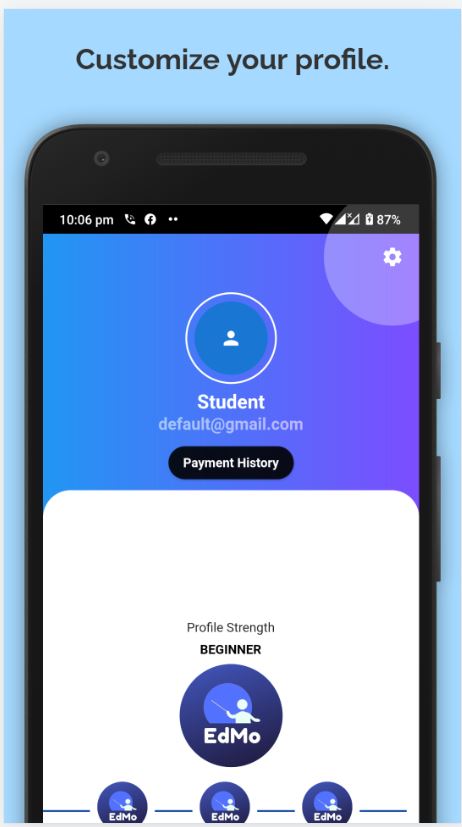 Customize your profile.
10:06 pm
87%
Student
default@gmail.com
Payment History
Profile Strength
BEGINNER
EdMo
EdMo EdMo EdMo